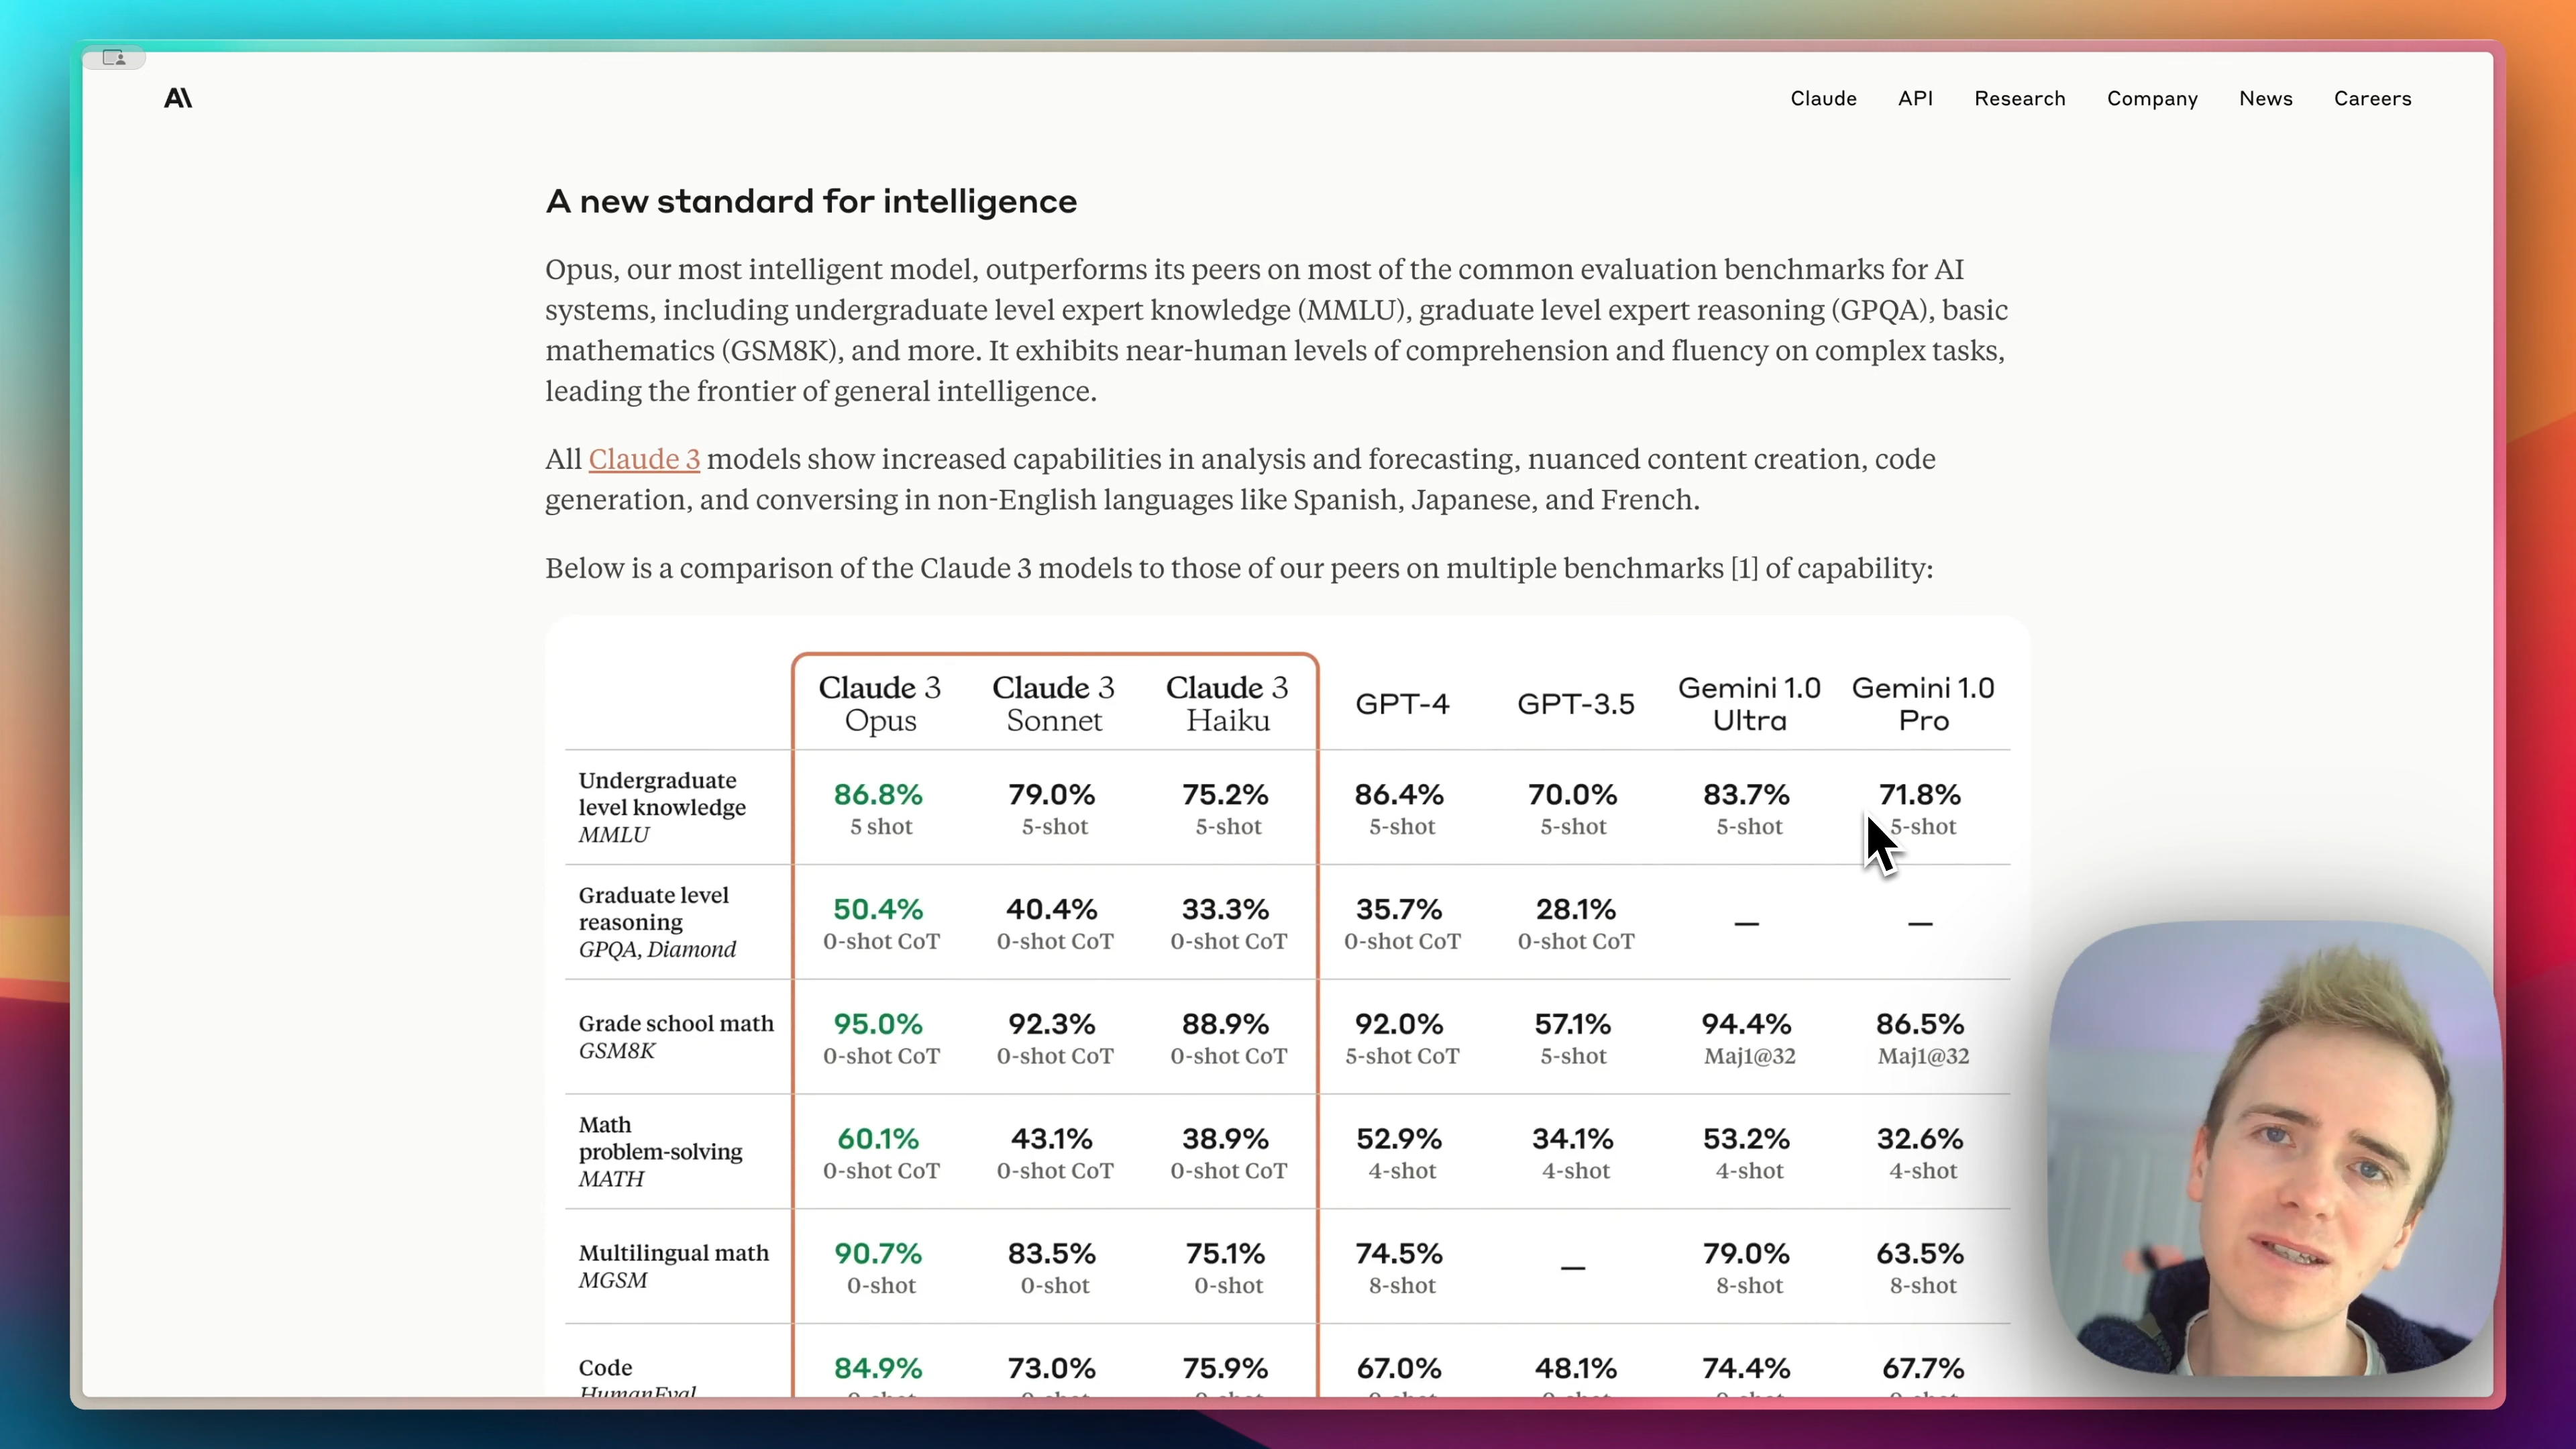 A\
Claude API Research Company News Careers
A new standard for intelligence
Opus, our most intelligent model, outperforms its peers on most of the common evaluation benchmarks for AI
systems, including undergraduate level expert knowledge (MMLU), graduate level expert reasoning (GPQA), basic
mathematics (GSM8K), and more. It exhibits near-human levels of comprehension and fluency on complex tasks,
leading the frontier of general intelligence.
All Claude 3 models show increased capabilities in analysis and forecasting, nuanced content creation, code
generation, and conversing in non-English languages like Spanish, Japanese, and French.
Below is a comparison of the Claude 3 models to those of our peers on multiple benchmarks [1] of capability:
Claude 3 Claude 3 Claude 3 GPT-4 GPT-3.5 Gemini 1.0 Gemini 1.0
Opus Sonnet Haiku Ultra Pro
Undergraduate
level knowledge
MMLU
86.8% 79.0% 75.2% 86.4% 70.0% 83.7% 71.8%
5 shot 5-shot 5-shot 5-shot 5-shot 5-shot 5-shot
Graduate level
reasoning
GPQA, Diamond
50.4% 40.4% 33.3% 35.7% 28.1% — —
0-shot CoT 0-shot CoT 0-shot CoT 0-shot CoT 0-shot CoT
Grade school math
GSM8K
95.0% 92.3% 88.9% 92.0% 57.1% 94.4% 86.5%
0-shot CoT 0-shot CoT 0-shot CoT 5-shot CoT 5-shot Maj1@32 Maj1@32
Math
problem-solving
MATH
60.1% 43.1% 38.9% 52.9% 34.1% 53.2% 32.6%
0-shot CoT 0-shot CoT 0-shot CoT 4-shot 4-shot 4-shot 4-shot
Multilingual math
MGSM
90.7% 83.5% 75.1% 74.5% — 79.0% 63.5%
0-shot 0-shot 0-shot 8-shot 8-shot 8-shot
Code
HumanEval
84.9% 73.0% 75.9% 67.0% 48.1% 74.4% 67.7%